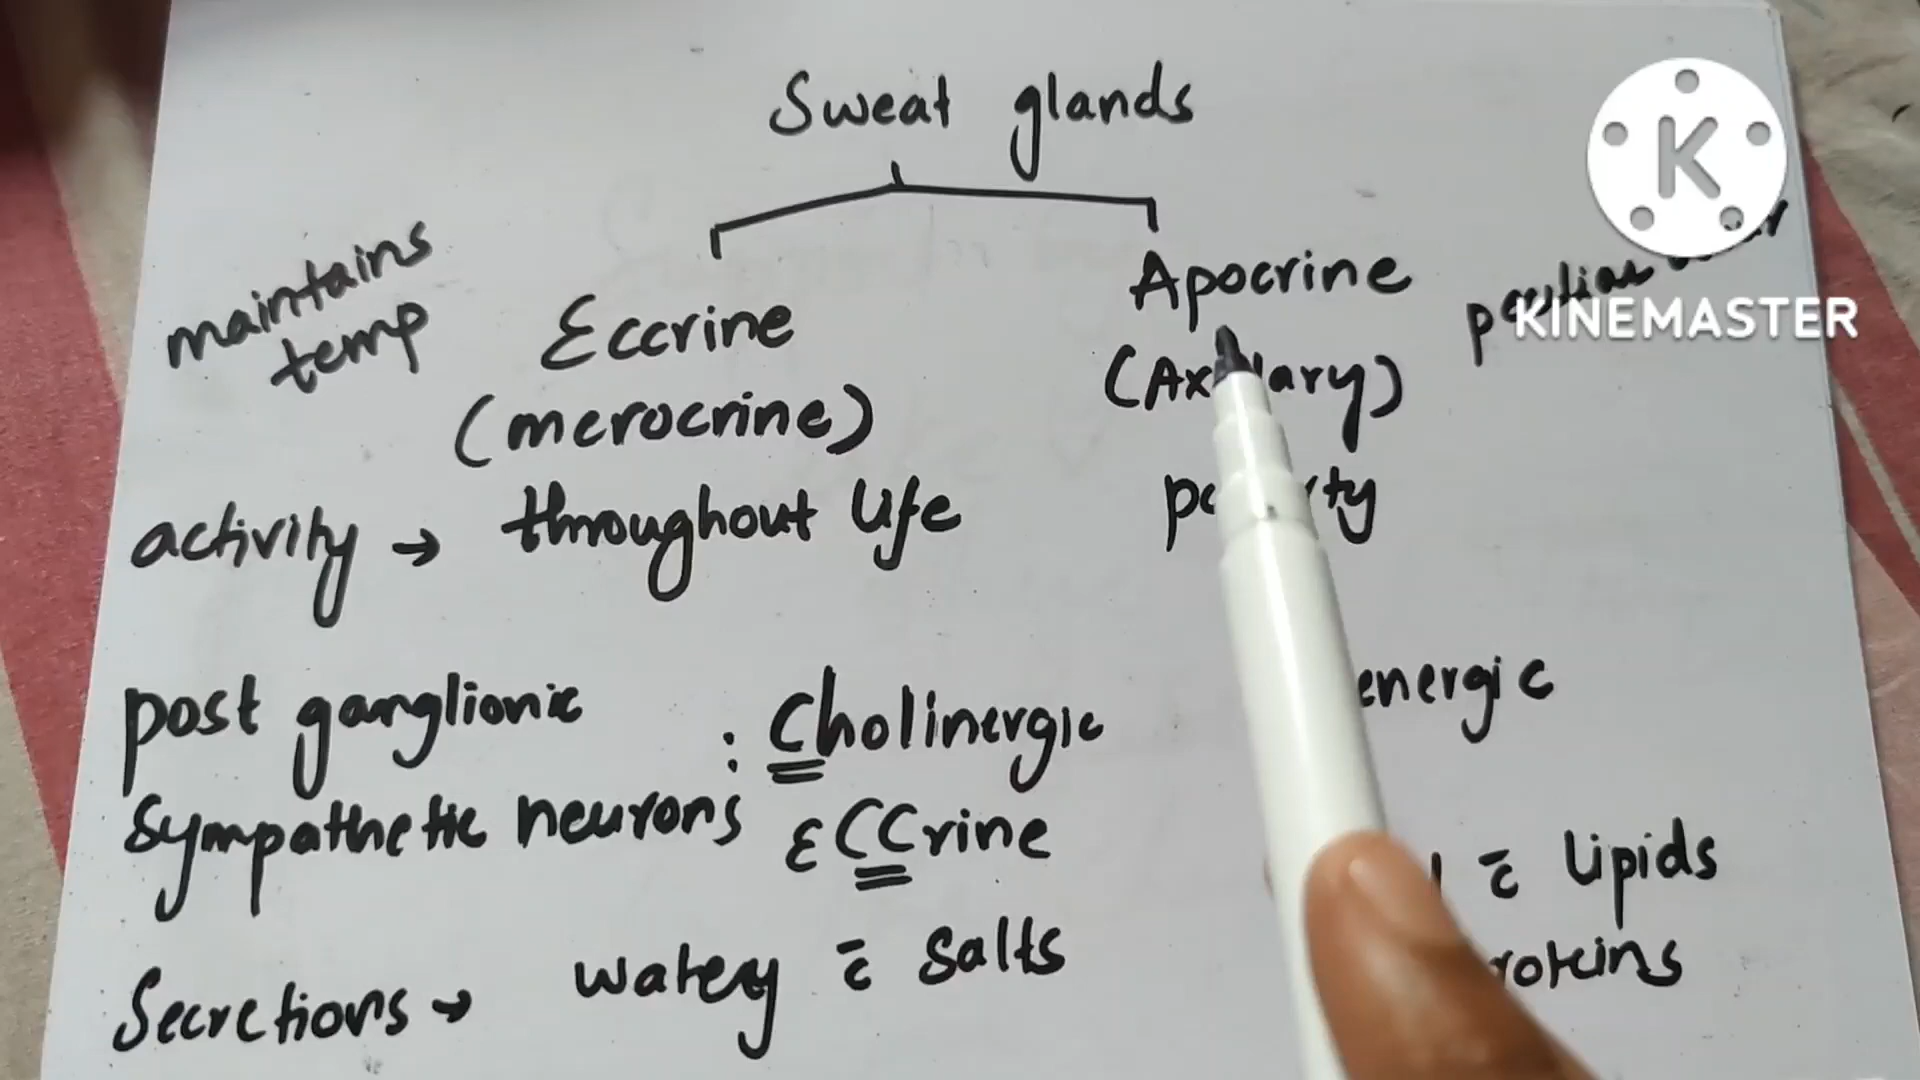 Sweat glands
K
KINEMASTER
maintains
temp
Eccrine
(merocrine)
Apocrine
activity → throughout life
post ganglionic
sympathetic neurons : Cholinergic
ECCrine
Secretions → watery c̄ salts
c̄ lipids